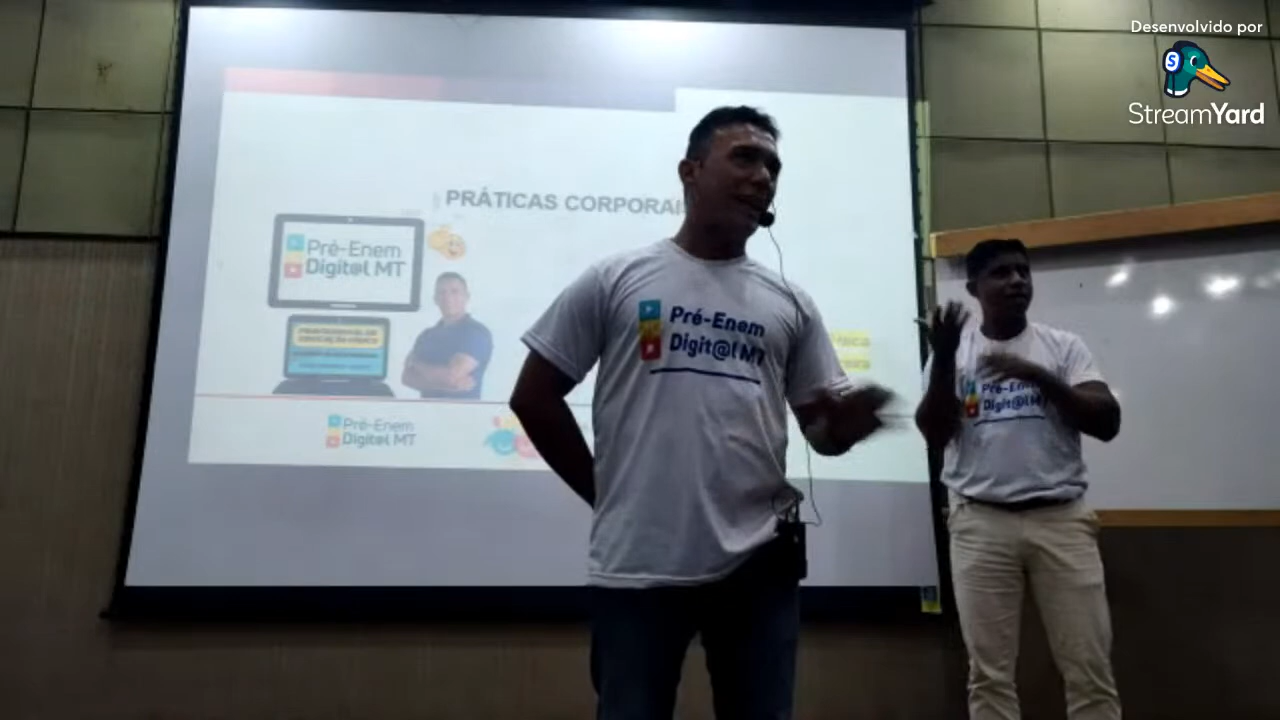 Desenvolvido por
StreamYard
PRÁTICAS CORPORAI
Pré-Enem
Digit@l MT
Pré-Enem
Digit@l MT
Pré-Enem
Digit@l MT
Pré-Enem
Digit@l MT